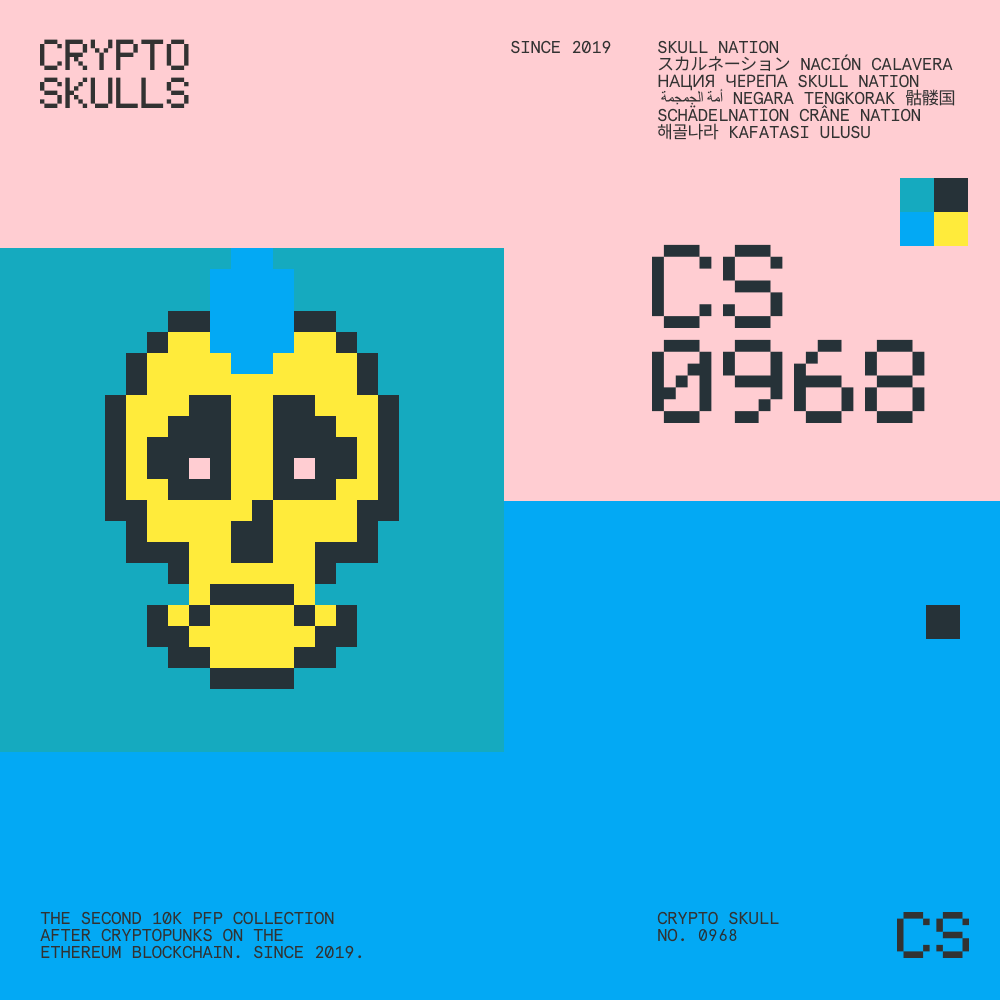 CRYPTO
SKULLS
SINCE 2019
SKULL NATION
スカルネーション NACIÓN CALAVERA
НАЦИЯ ЧЕРЕПА SKULL NATION
أمة الجمجمة NEGARA TENGKORAK 骷髅国
SCHÄDELNATION CRÂNE NATION
해골나라 KAFATASI ULUSU
CS
0968
THE SECOND 10K PFP COLLECTION
AFTER CRYPTOPUNKS ON THE
ETHEREUM BLOCKCHAIN. SINCE 2019.
CRYPTO SKULL
NO. 0968
CS